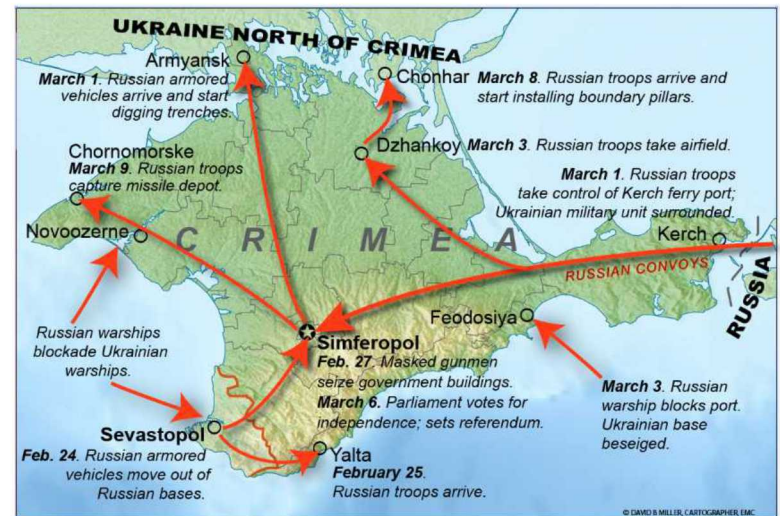 UKRAINE NORTH OF CRIMEA
Armyansk
March 1. Russian armored
vehicles arrive and start
digging trenches.
Chonhar
March 8. Russian troops arrive and
start installing boundary pillars.
Dzhankoy
March 3. Russian troops take airfield.
Chornomorske
March 9. Russian troops
capture missile depot.
March 1. Russian troops
take control of Kerch ferry port;
Ukrainian military unit surrounded.
Novoozerne
CRIMEA
Kerch
RUSSIAN CONVOYS
RUSSIA
Feodosiya
Russian warships
blockade Ukrainian
warships.
Simferopol
Feb. 27. Masked gunmen
seize government buildings.
March 6. Parliament votes for
independence; sets referendum.
March 3. Russian
warship blocks port.
Ukrainian base
beseiged.
Sevastopol
Feb. 24. Russian armored
vehicles move out of
Russian bases.
Yalta
February 25.
Russian troops arrive.
© DAVID B MILLER, CARTOGRAPHER, EMC